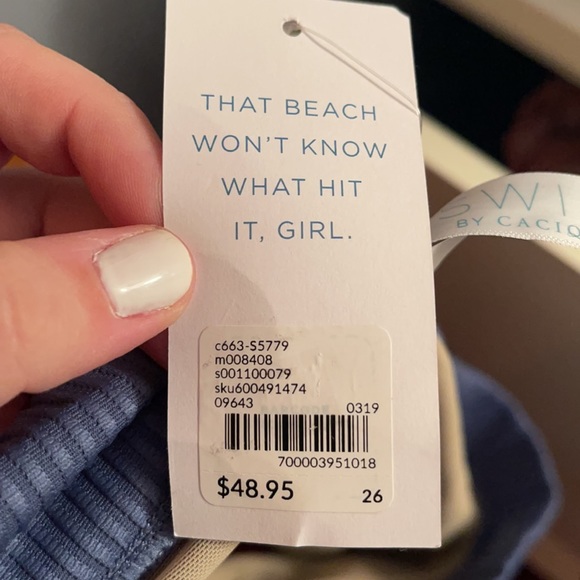 THAT BEACH
WON'T KNOW
WHAT HIT
IT, GIRL.
BY
c663-S5779
m008408
s001100079
sku600491474
09643
0319
700003951018
$48.95
26